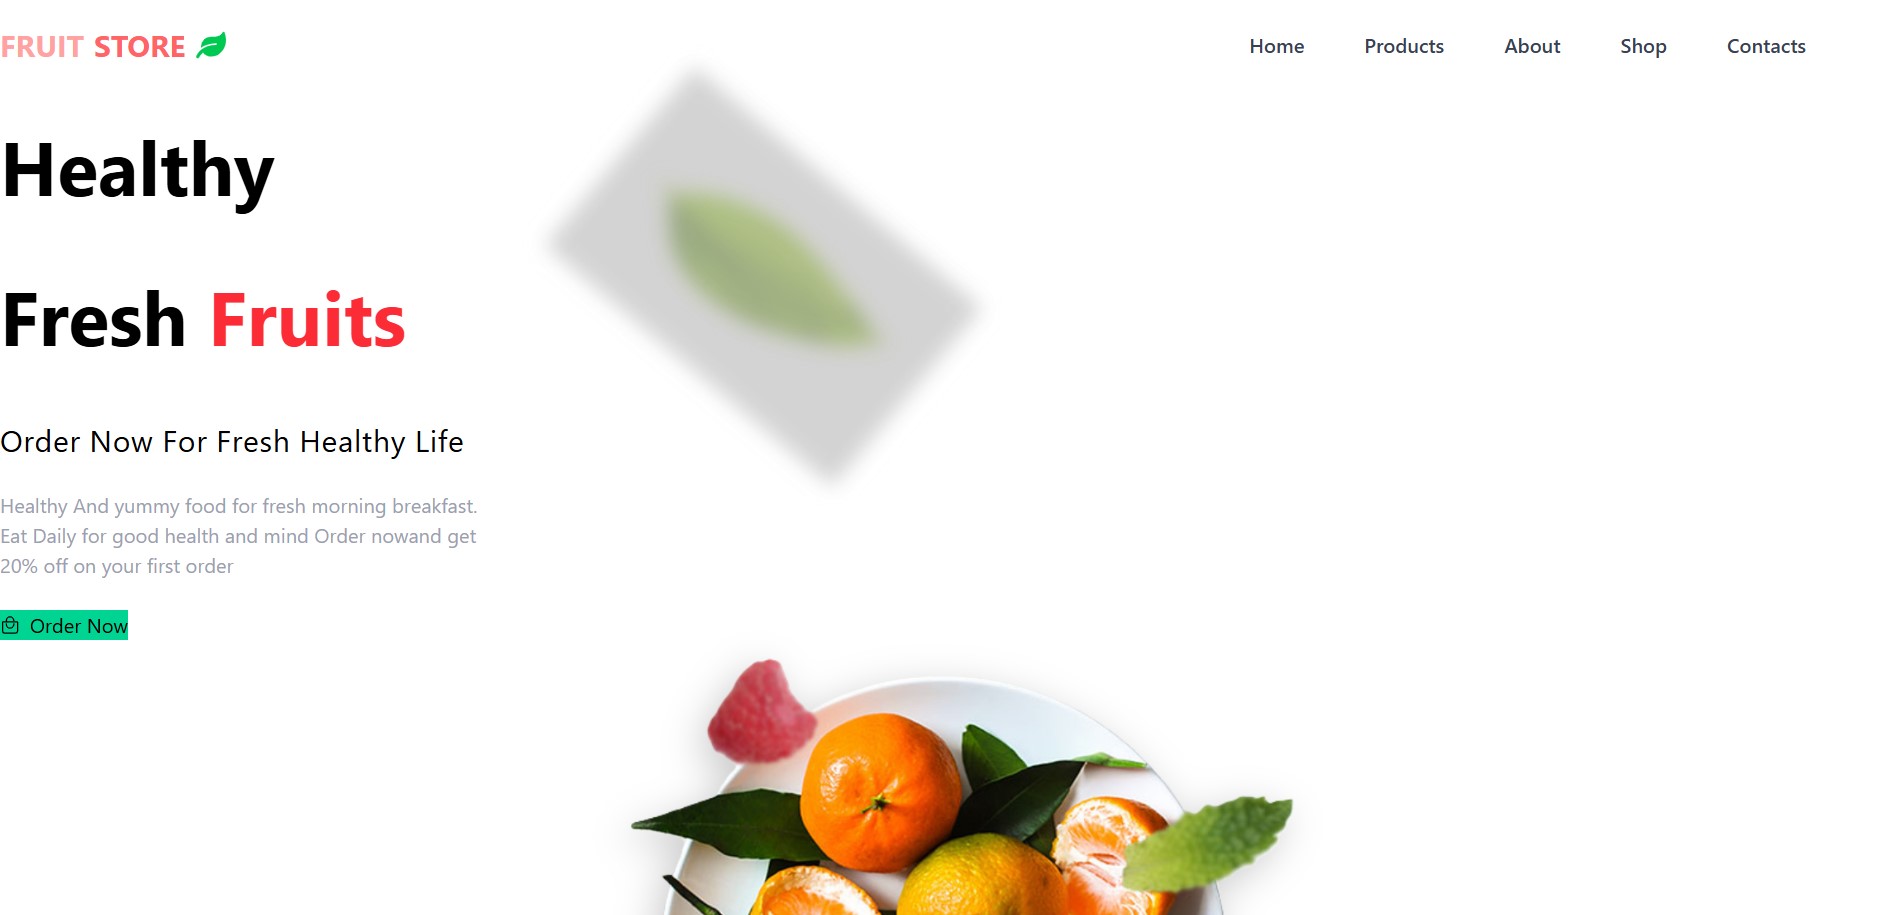 FRUIT STORE
Home Products About Shop Contacts
Healthy
Fresh Fruits
Order Now For Fresh Healthy Life
Healthy And yummy food for fresh morning breakfast.
Eat Daily for good health and mind Order nowand get
20% off on your first order
Order Now